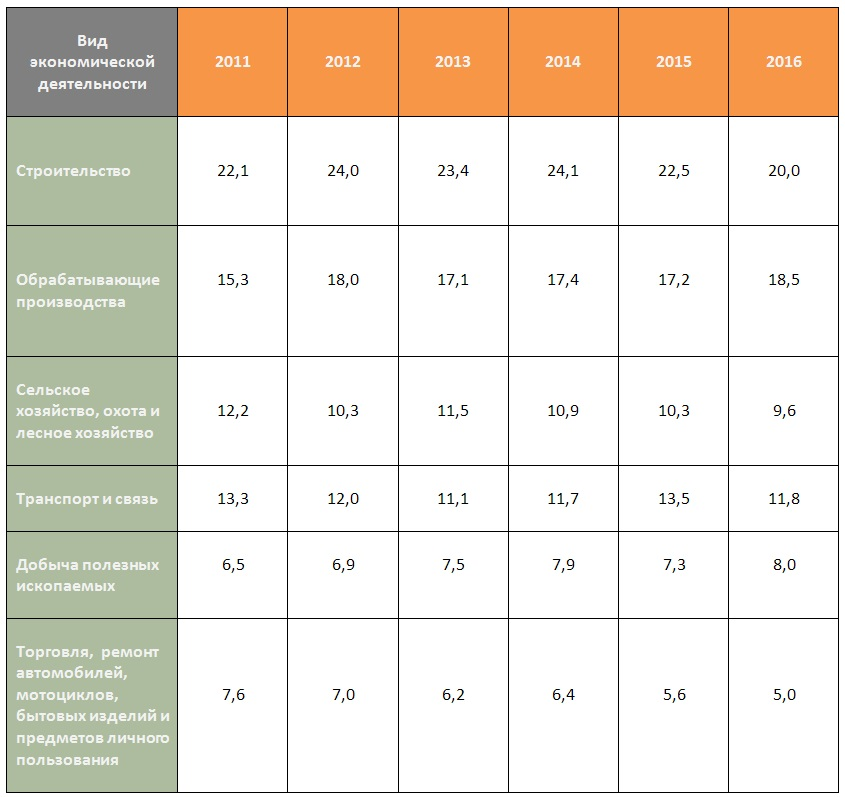 Вид
экономической
деятельности
2011
2012
2013
2014
2015
2016
Строительство
22,1
24,0
23,4
24,1
22,5
20,0
Обрабатывающие
производства
15,3
18,0
17,1
17,4
17,2
18,5
Сельское
хозяйство, охота и
лесное хозяйство
12,2
10,3
11,5
10,9
10,3
9,6
Транспорт и связь
13,3
12,0
11,1
11,7
13,5
11,8
Добыча полезных
ископаемых
6,5
6,9
7,5
7,9
7,3
8,0
Торговля, ремонт
автомобилей,
мотоциклов,
бытовых изделий и
предметов личного
пользования
7,6
7,0
6,2
6,4
5,6
5,0